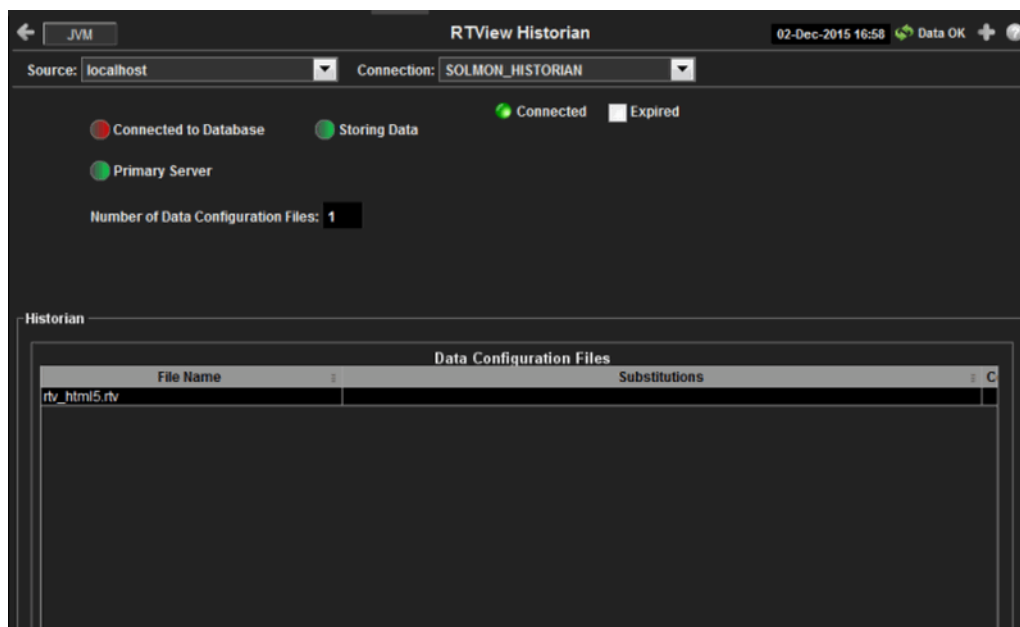 JVM RTView Historian 02-Dec-2015 16:58 Data OK
Source: localhost Connection: SOLMON_HISTORIAN
Connected Expired
Connected to Database Storing Data
Primary Server
Number of Data Configuration Files: 1
Historian
Data Configuration Files
File Name Substitutions C
rtv_html5.rtv